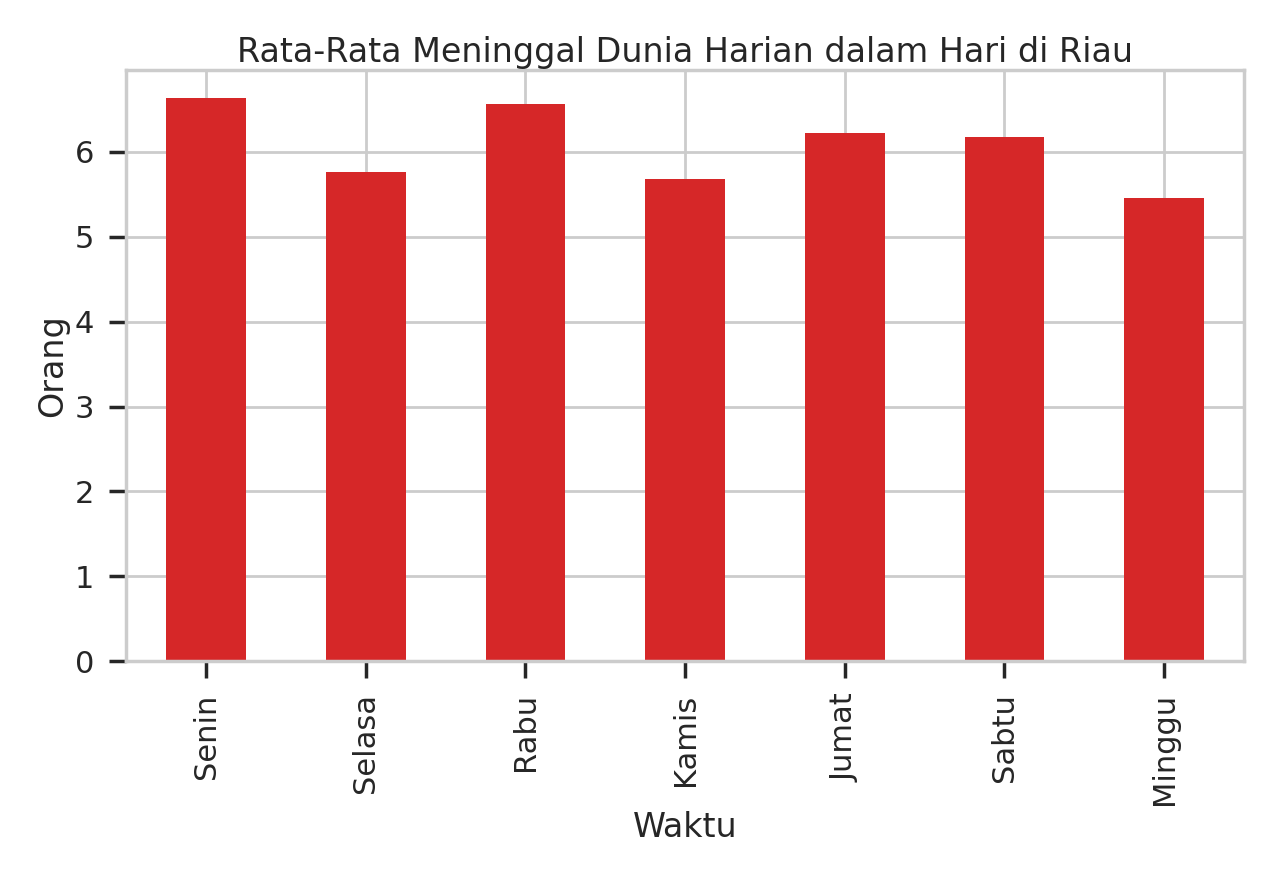 Rata-Rata Meninggal Dunia Harian dalam Hari di Riau
Orang
6
5
4
3
2
1
0
Senin
Selasa
Rabu
Kamis
Jumat
Sabtu
Minggu
Waktu